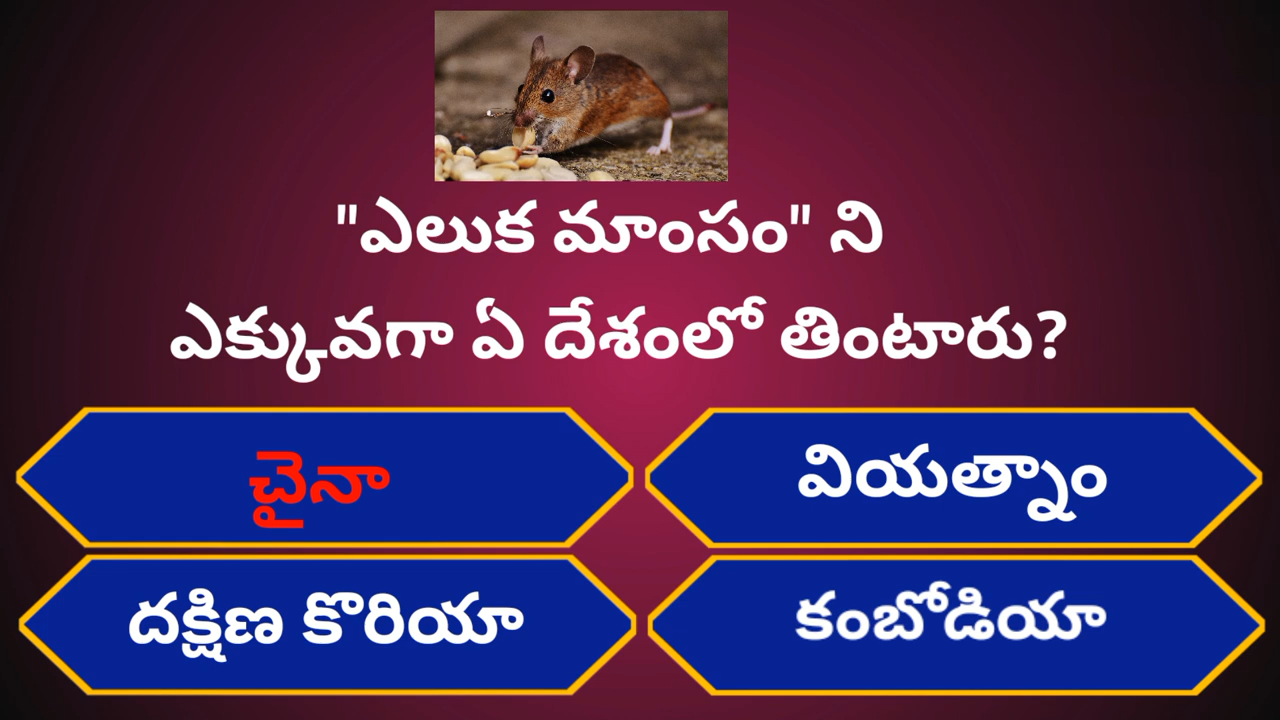 "ఎలుక మాంసం" ని
ఎక్కువగా ఏ దేశంలో తింటారు?
చైనా
వియత్నాం
దక్షిణ కొరియా
కంబోడియా